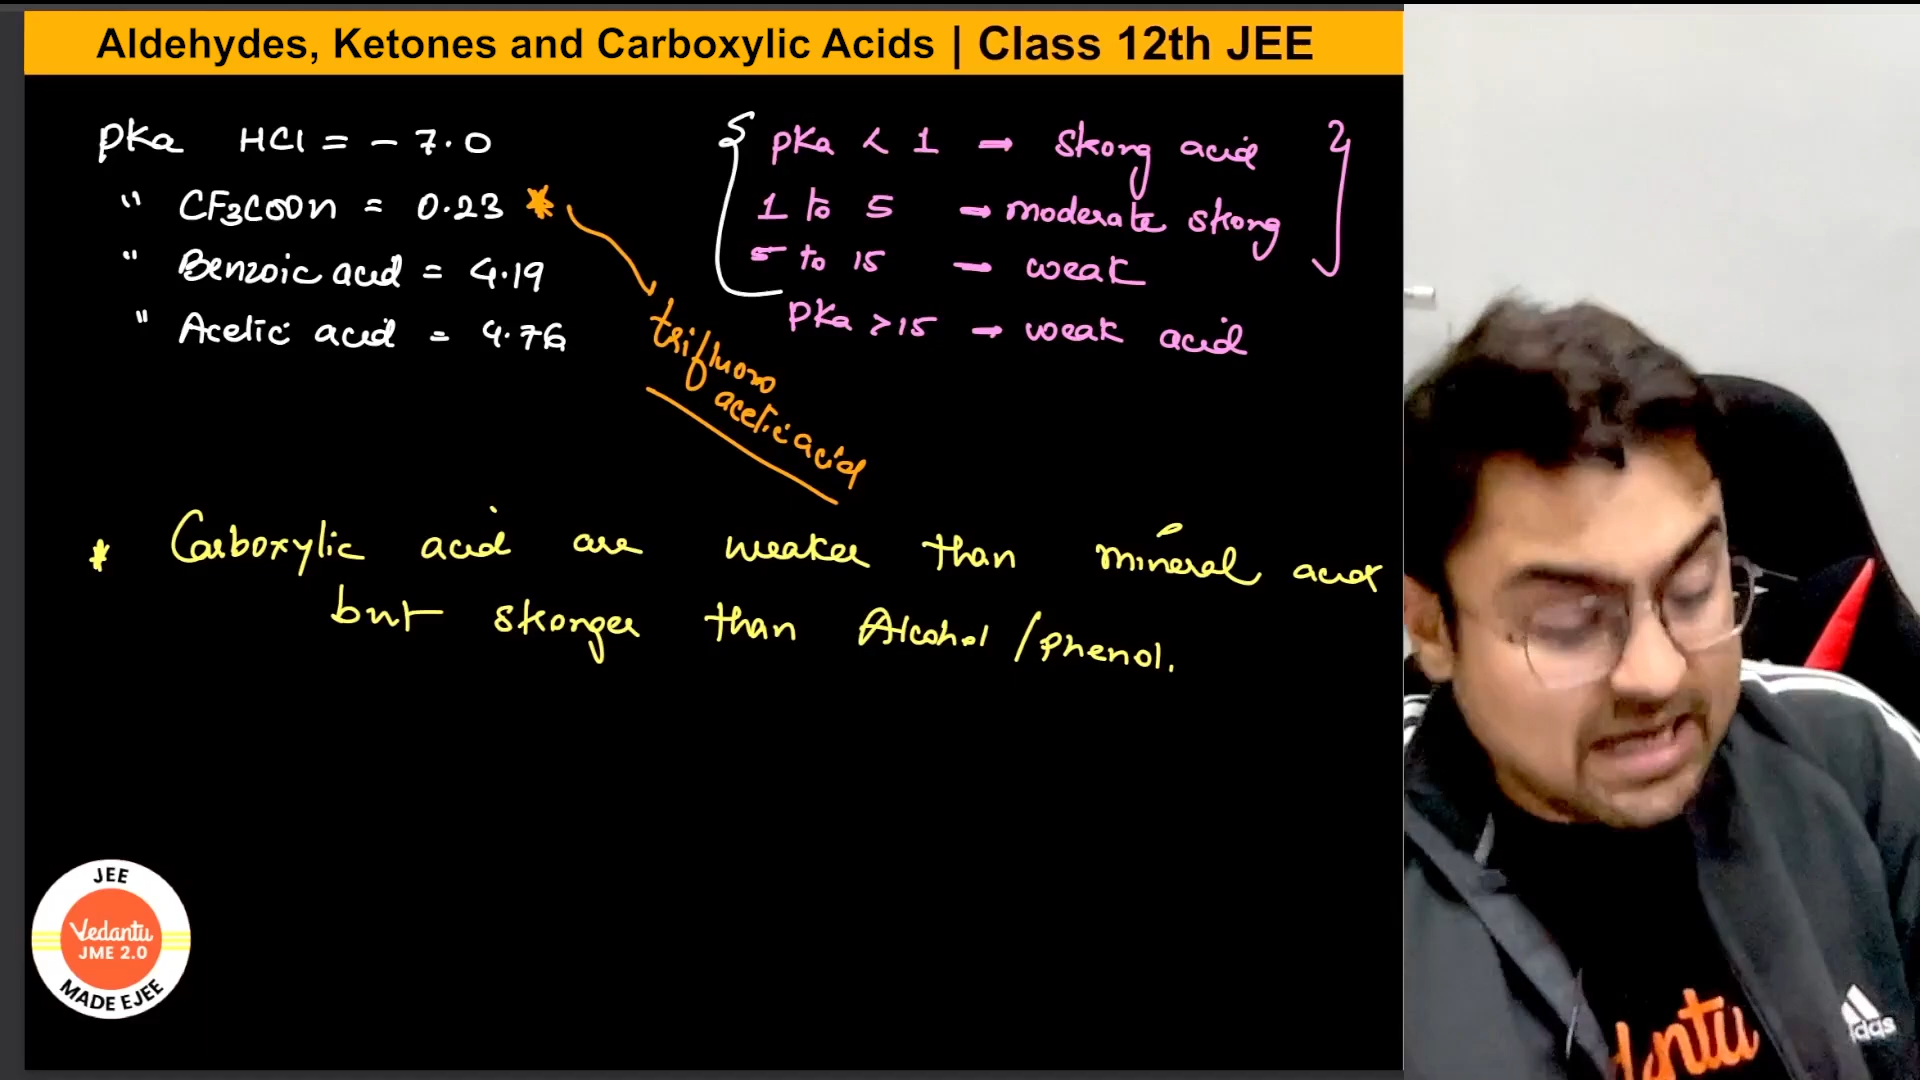 Aldehydes, Ketones and Carboxylic Acids | Class 12th JEE
pKa HCl = - 7.0
" CF3COOH = 0.23 *
" Benzoic acid = 4.19
" Acetic acid = 4.76
{ pKa < 1 → strong acid }
1 to 5 → moderate strong
5 to 15 → weak
pKa > 15 → weak acid
trifluoro
acetic acid
* Carboxylic acid are weaker than mineral acid
but stronger than Alcohol / phenol.
JEE
Vedantu
JME 2.0
MADE EJEE
adidas